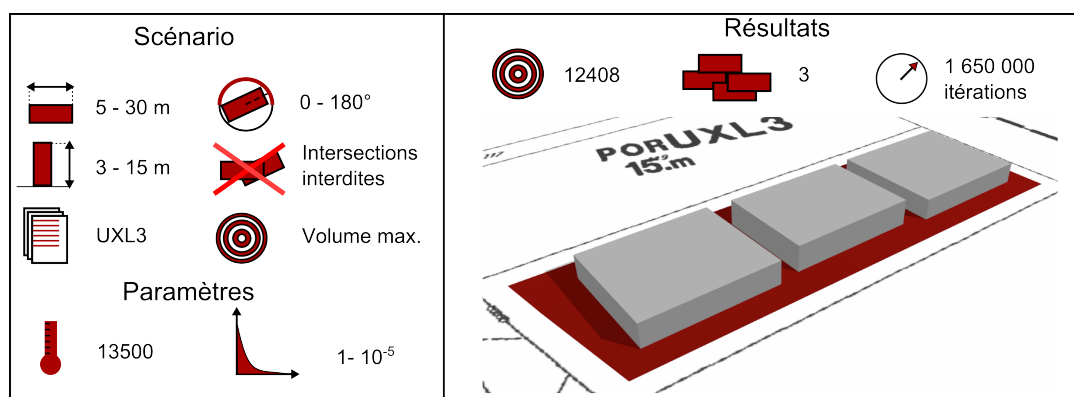 Scénario
5 - 30 m
0 - 180°
3 - 15 m
Intersections
interdites
UXL3
Volume max.
Paramètres
13500
1- 10⁻⁵
Résultats
12408
3
1 650 000
itérations
PORUXL3